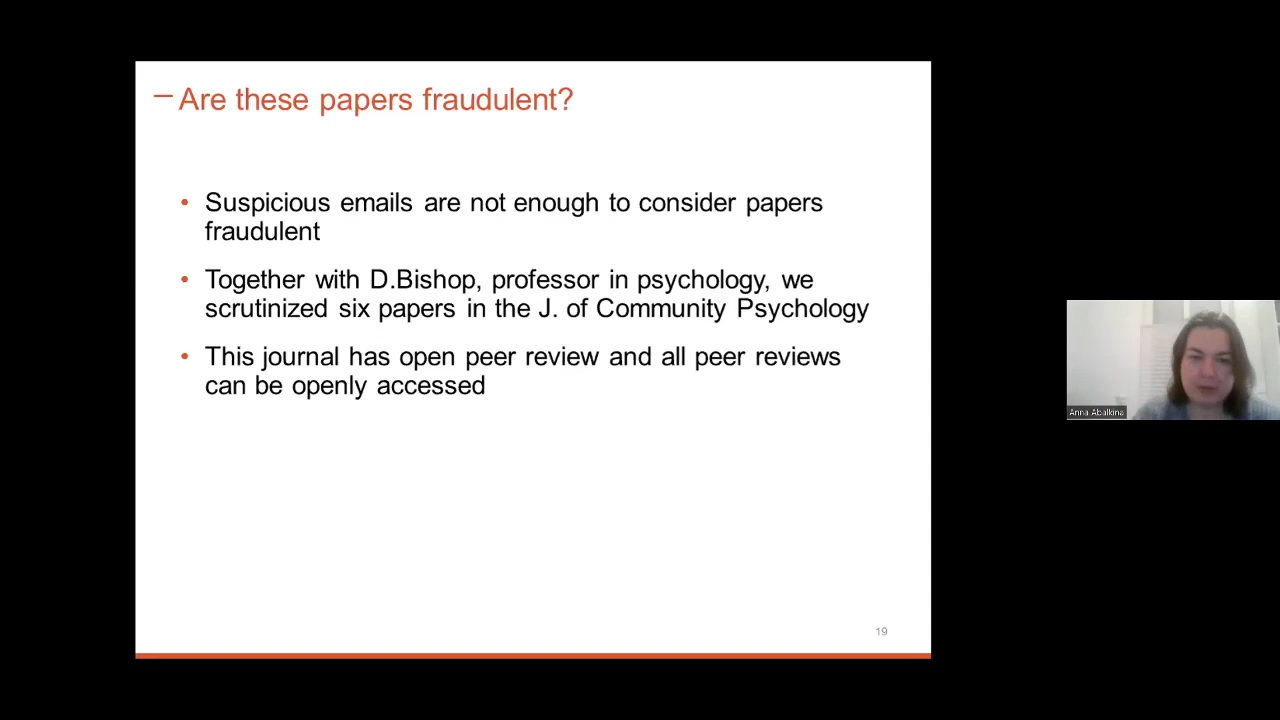 – Are these papers fraudulent?
• Suspicious emails are not enough to consider papers
fraudulent
• Together with D.Bishop, professor in psychology, we
scrutinized six papers in the J. of Community Psychology
• This journal has open peer review and all peer reviews
can be openly accessed
Anna Abalkina
19